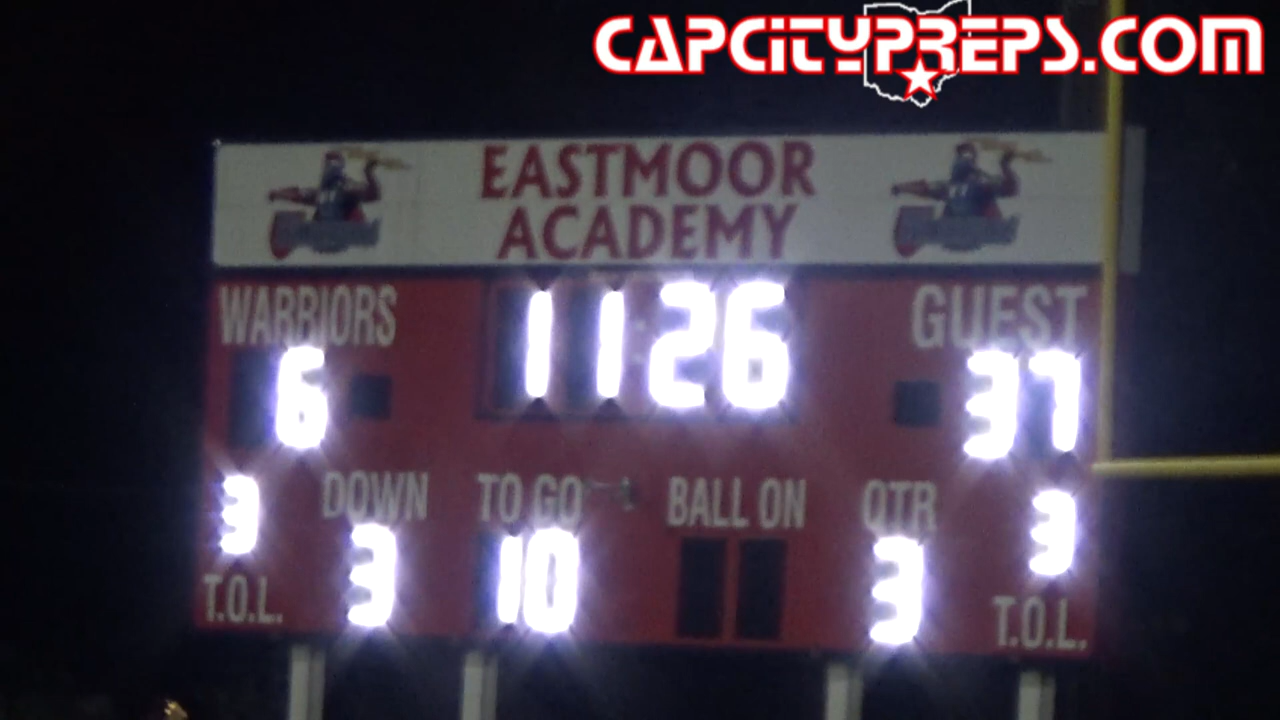 CAPCITYPREPS.COM
EASTMOOR
ACADEMY
WARRIORS 11 26 GUEST
6 37
3 DOWN TO GO BALL ON QTR 3
3 10 3
T.O.L. T.O.L.